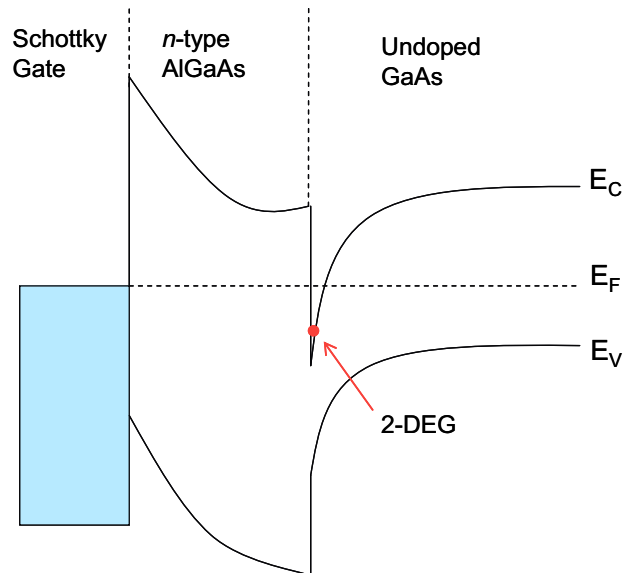 Schottky
Gate
n-type
AlGaAs
Undoped
GaAs
E_C
E_F
E_V
2-DEG